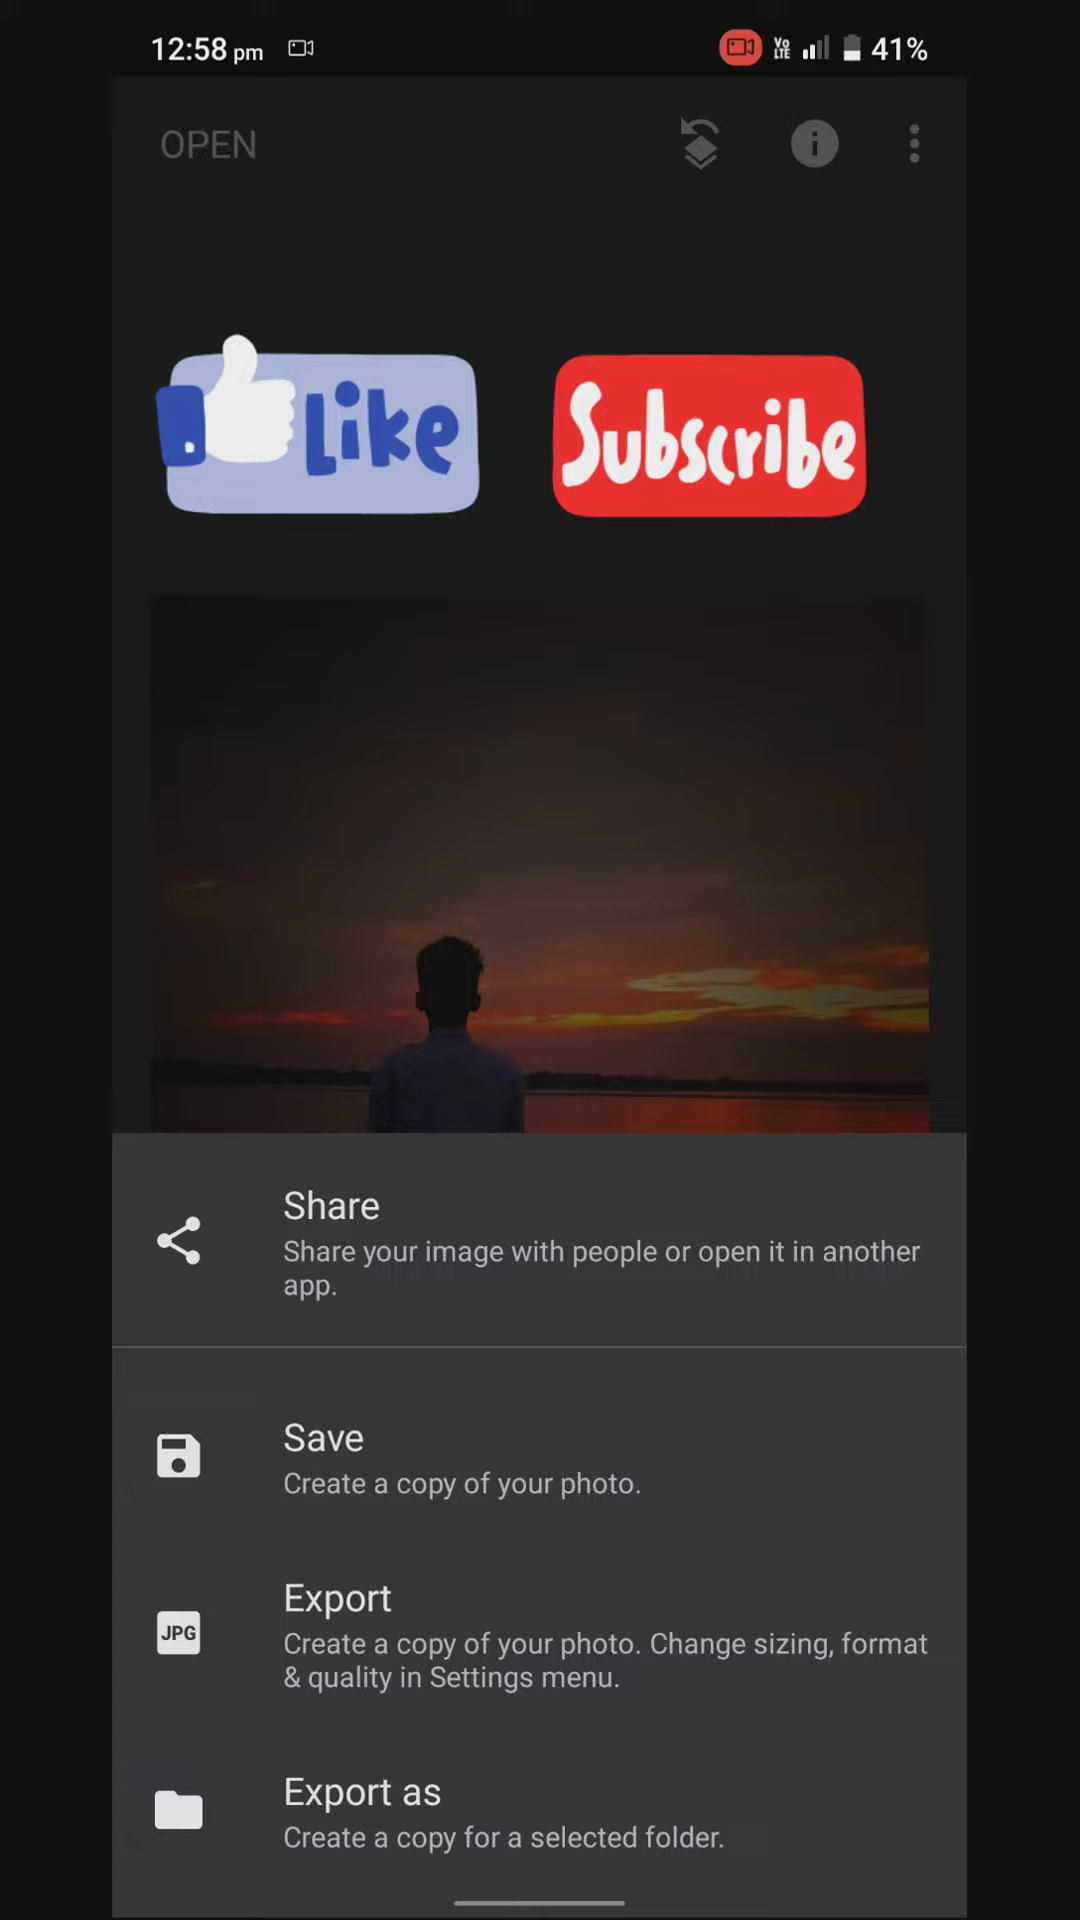 12:58 pm
Vo LTE 41%
OPEN
Like
Subscribe
Share
Share your image with people or open it in another
app.
Save
Create a copy of your photo.
Export
JPG
Create a copy of your photo. Change sizing, format
& quality in Settings menu.
Export as
Create a copy for a selected folder.